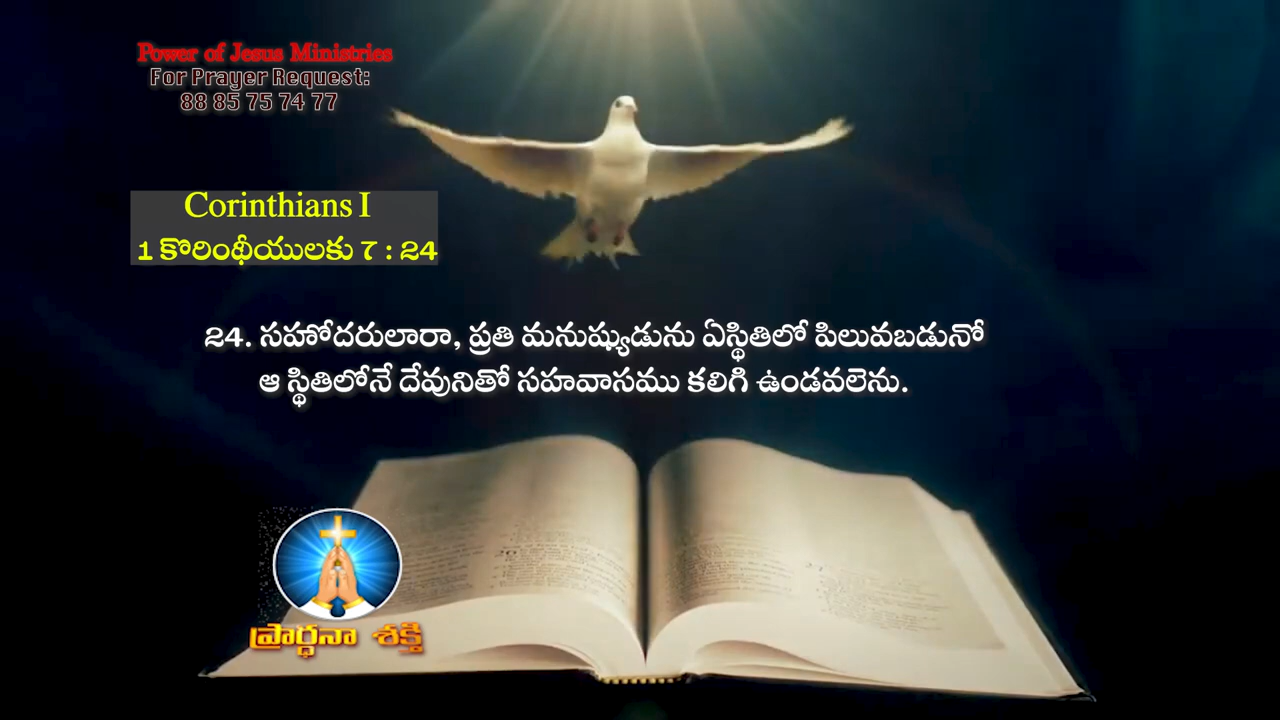 Power of Jesus Ministries
For Prayer Request:
88 85 75 74 77
Corinthians I
1 కొరింథీయులకు 7 : 24
24. సహోదరులారా, ప్రతి మనుష్యుడును ఏస్థితిలో పిలువబడునో
ఆ స్థితిలోనే దేవునితో సహవాసము కలిగి ఉండవలెను.
ప్రార్థనా శక్తి